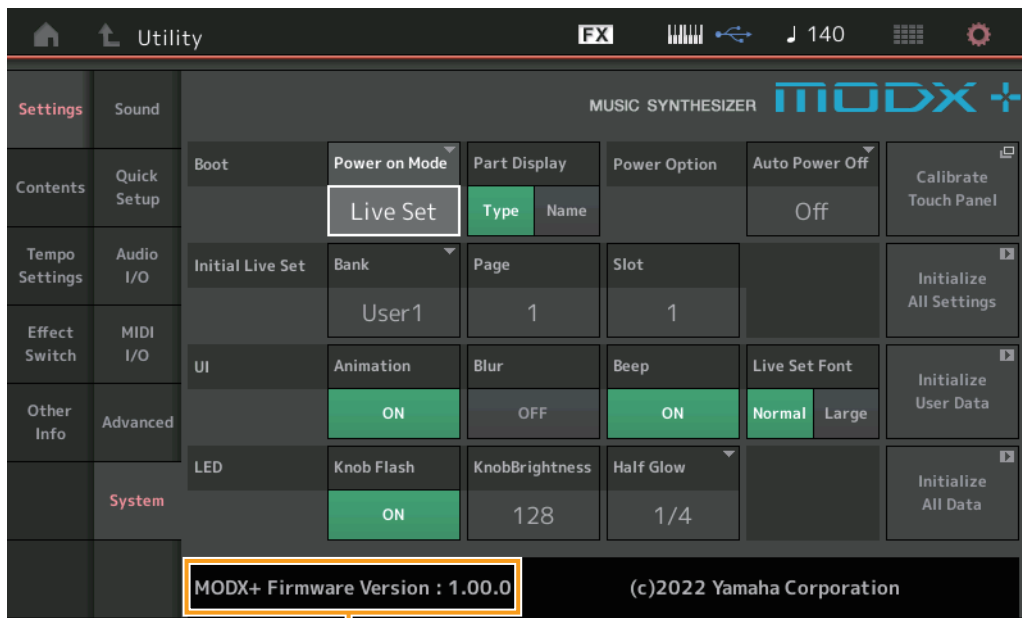 Utility
FX
140
Settings
Contents
Tempo
Settings
Effect
Switch
Other
Info
Sound
Quick
Setup
Audio
I/O
MIDI
I/O
Advanced
System
MUSIC SYNTHESIZER MODX+
Boot
Power on Mode
Live Set
Part Display
Type Name
Power Option
Auto Power Off
Off
Calibrate
Touch Panel
Initial Live Set
Bank
User1
Page
1
Slot
1
Initialize
All Settings
UI
Animation
ON
Blur
OFF
Beep
ON
Live Set Font
Normal Large
Initialize
User Data
LED
Knob Flash
ON
KnobBrightness
128
Half Glow
1/4
Initialize
All Data
MODX+ Firmware Version : 1.00.0
(c)2022 Yamaha Corporation